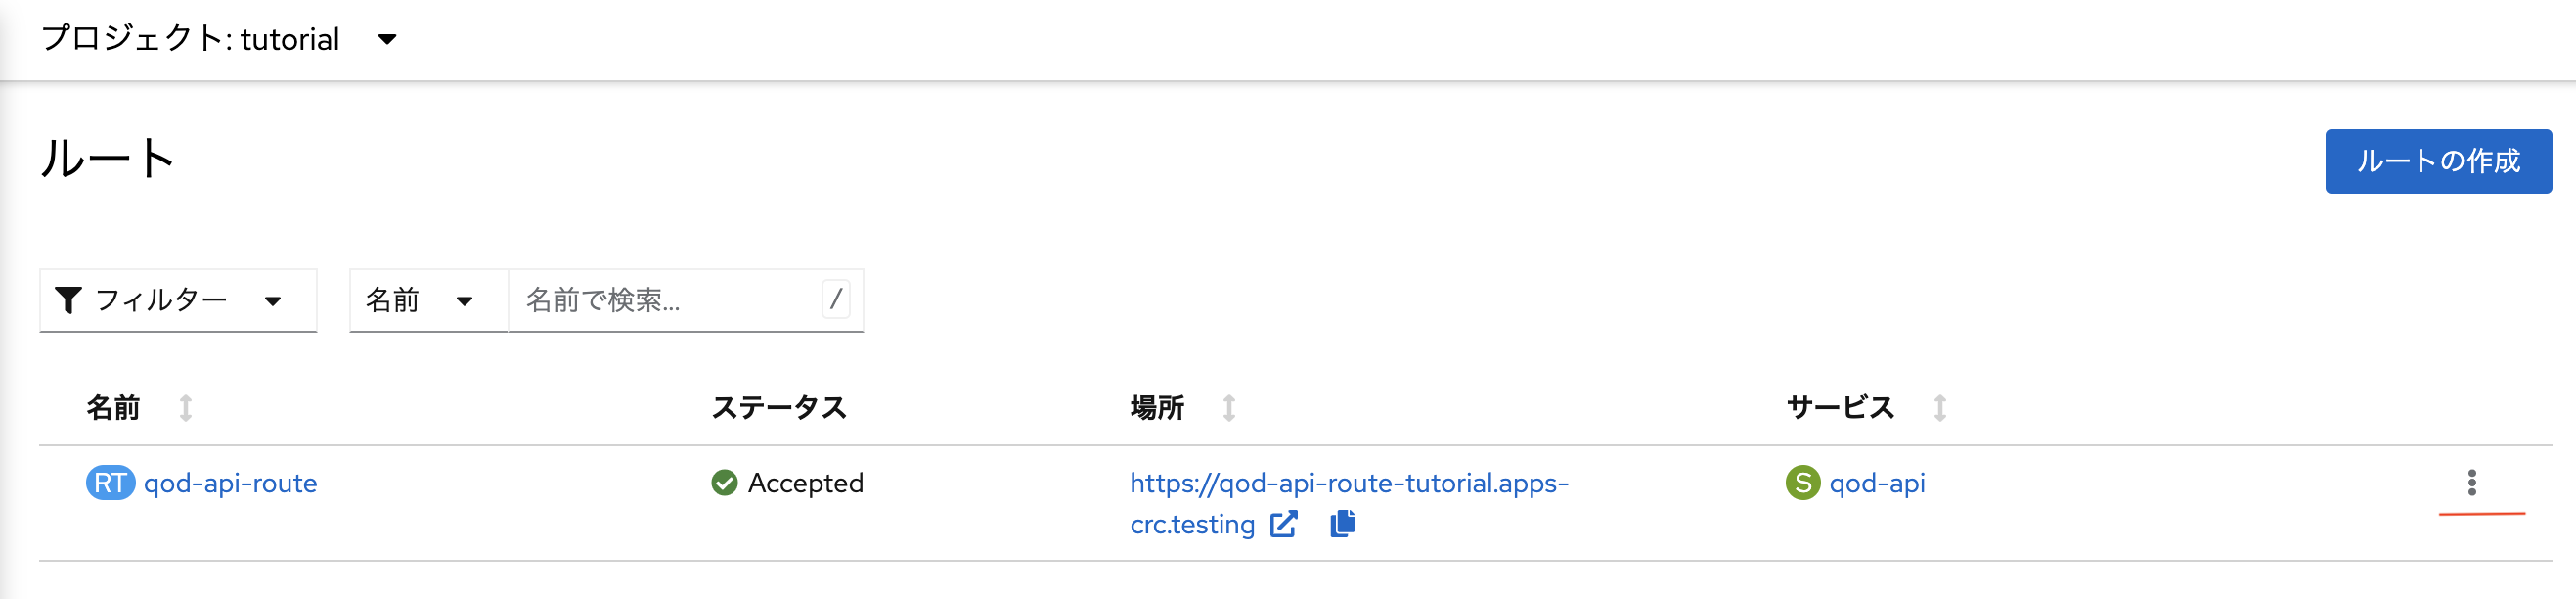 プロジェクト: tutorial
ルート
ルートの作成
フィルター 名前 名前で検索... /
名前 ステータス 場所 サービス
RT qod-api-route Accepted https://qod-api-route-tutorial.apps- S qod-api
crc.testing